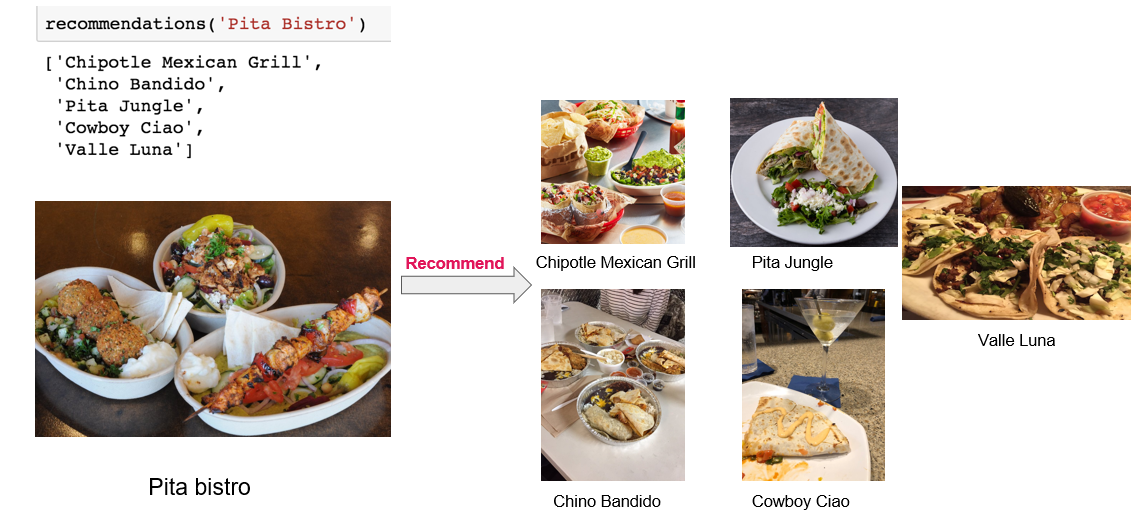 recommendations('Pita Bistro')
['Chipotle Mexican Grill',
'Chino Bandido',
'Pita Jungle',
'Cowboy Ciao',
'Valle Luna']
Recommend
Chipotle Mexican Grill
Pita Jungle
Valle Luna
Pita bistro
Chino Bandido
Cowboy Ciao